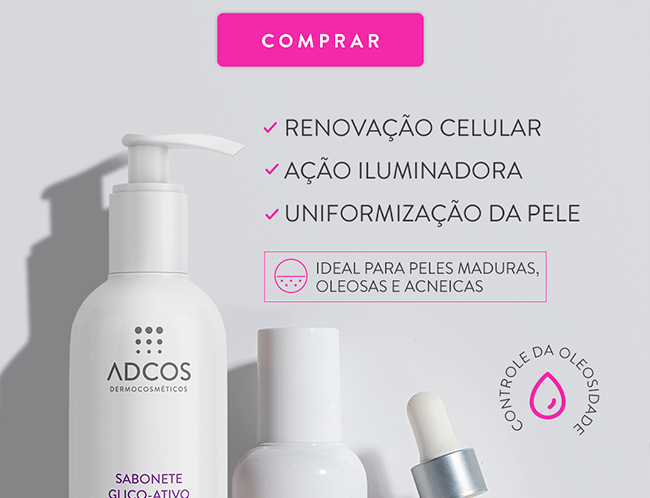 COMPRAR
RENOVAÇÃO CELULAR
AÇÃO ILUMINADORA
UNIFORMIZAÇÃO DA PELE
IDEAL PARA PELES MADURAS,
OLEOSAS E ACNEICAS
CONTROLE DA OLEOSIDADE
ADCOS
DERMOCOSMÉTICOS
SABONETE
GLICO-ATIVO